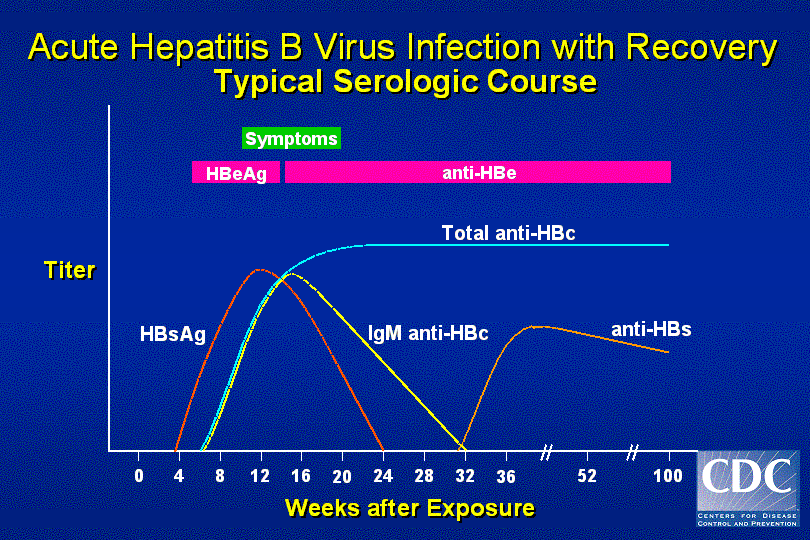 Acute Hepatitis B Virus Infection with Recovery
Typical Serologic Course
Symptoms
HBeAg
anti-HBe
Total anti-HBc
Titer
HBsAg
IgM anti-HBc
anti-HBs
0 4 8 12 16 20 24 28 32 36 52 100
Weeks after Exposure
CDC
CENTERS FOR DISEASE
CONTROL AND PREVENTION